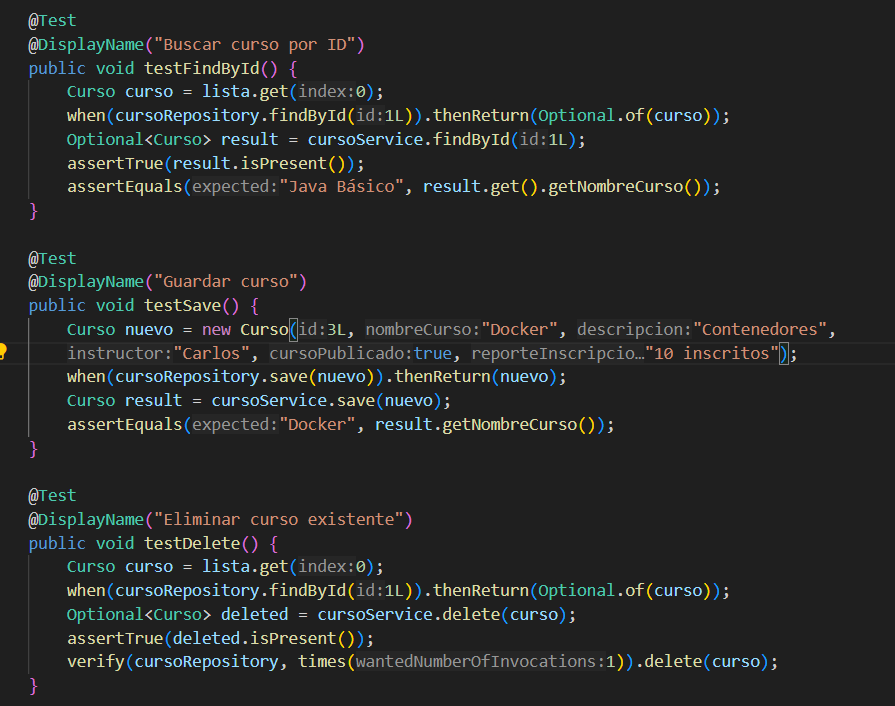 @Test
@DisplayName("Buscar curso por ID")
public void testFindById() {
Curso curso = lista.get(index:0);
when(cursoRepository.findById(id:1L)).thenReturn(Optional.of(curso));
Optional<Curso> result = cursoService.findById(id:1L);
assertTrue(result.isPresent());
assertEquals(expected:"Java Básico", result.get().getNombreCurso());
}
@Test
@DisplayName("Guardar curso")
public void testSave() {
Curso nuevo = new Curso(id:3L, nombreCurso:"Docker", descripcion:"Contenedores",
instructor:"Carlos", cursoPublicado:true, reporteInscripcio…"10 inscritos");
when(cursoRepository.save(nuevo)).thenReturn(nuevo);
Curso result = cursoService.save(nuevo);
assertEquals(expected:"Docker", result.getNombreCurso());
}
@Test
@DisplayName("Eliminar curso existente")
public void testDelete() {
Curso curso = lista.get(index:0);
when(cursoRepository.findById(id:1L)).thenReturn(Optional.of(curso));
Optional<Curso> deleted = cursoService.delete(curso);
assertTrue(deleted.isPresent());
verify(cursoRepository, times(wantedNumberOfInvocations:1)).delete(curso);
}